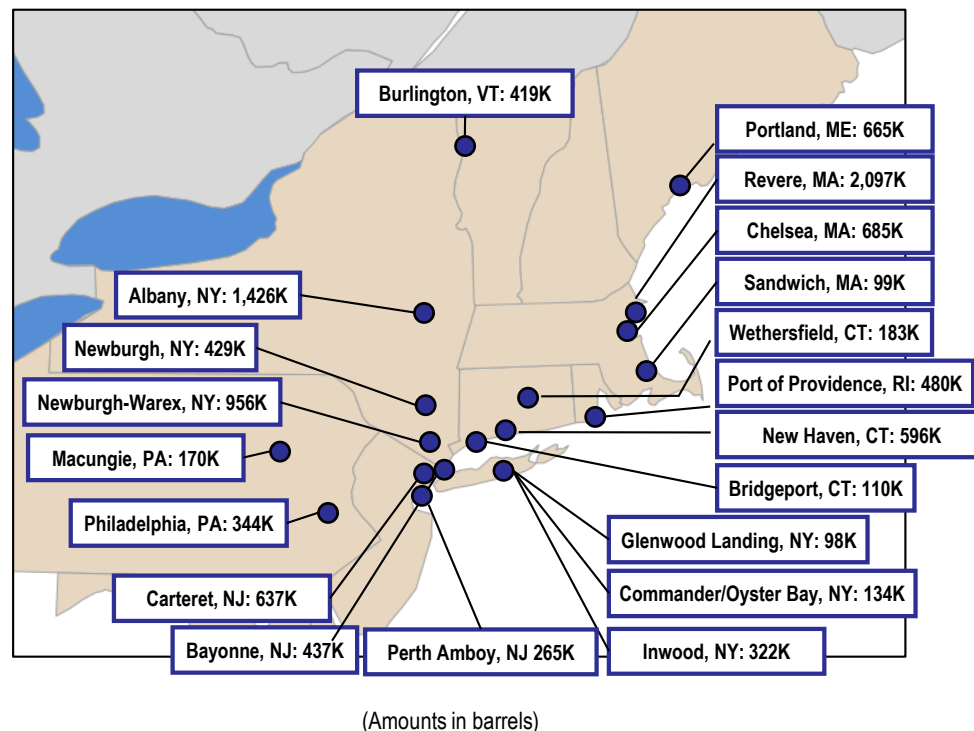 Burlington, VT: 419K
Portland, ME: 665K
Revere, MA: 2,097K
Chelsea, MA: 685K
Sandwich, MA: 99K
Albany, NY: 1,426K
Wethersfield, CT: 183K
Newburgh, NY: 429K
Port of Providence, RI: 480K
Newburgh-Warex, NY: 956K
New Haven, CT: 596K
Macungie, PA: 170K
Bridgeport, CT: 110K
Philadelphia, PA: 344K
Glenwood Landing, NY: 98K
Carteret, NJ: 637K
Commander/Oyster Bay, NY: 134K
Bayonne, NJ: 437K
Perth Amboy, NJ 265K
Inwood, NY: 322K
(Amounts in barrels)